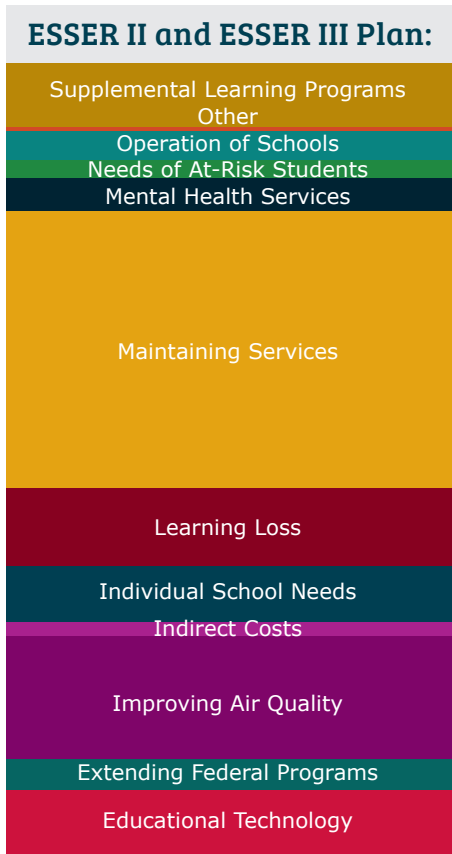 ESSER II and ESSER III Plan:
Supplemental Learning Programs
Other
Operation of Schools
Needs of At-Risk Students
Mental Health Services
Maintaining Services
Learning Loss
Individual School Needs
Indirect Costs
Improving Air Quality
Extending Federal Programs
Educational Technology